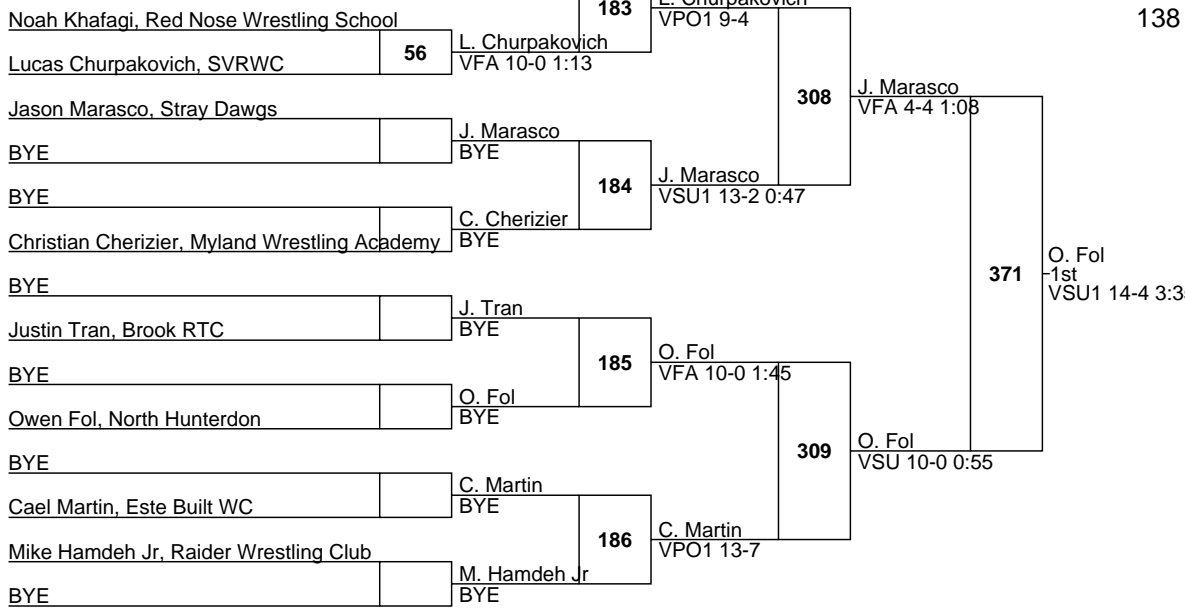 138
Noah Khafagi, Red Nose Wrestling School
Lucas Churpakovich, SVRWC
Jason Marasco, Stray Dawgs
BYE
BYE
Christian Cherizier, Myland Wrestling Academy
BYE
Justin Tran, Brook RTC
BYE
Owen Fol, North Hunterdon
BYE
Cael Martin, Este Built WC
Mike Hamdeh Jr, Raider Wrestling Club
BYE
56
L. Churpakovich
VFA 10-0 1:13
J. Marasco
BYE
C. Cherizier
BYE
J. Tran
BYE
O. Fol
BYE
C. Martin
BYE
M. Hamdeh Jr
BYE
183
L. Churpakovich
VPO1 9-4
184
J. Marasco
VSU1 13-2 0:47
185
O. Fol
VFA 10-0 1:45
186
C. Martin
VPO1 13-7
308
J. Marasco
VFA 4-4 1:08
309
O. Fol
VSU 10-0 0:55
371
O. Fol
1st
VSU1 14-4